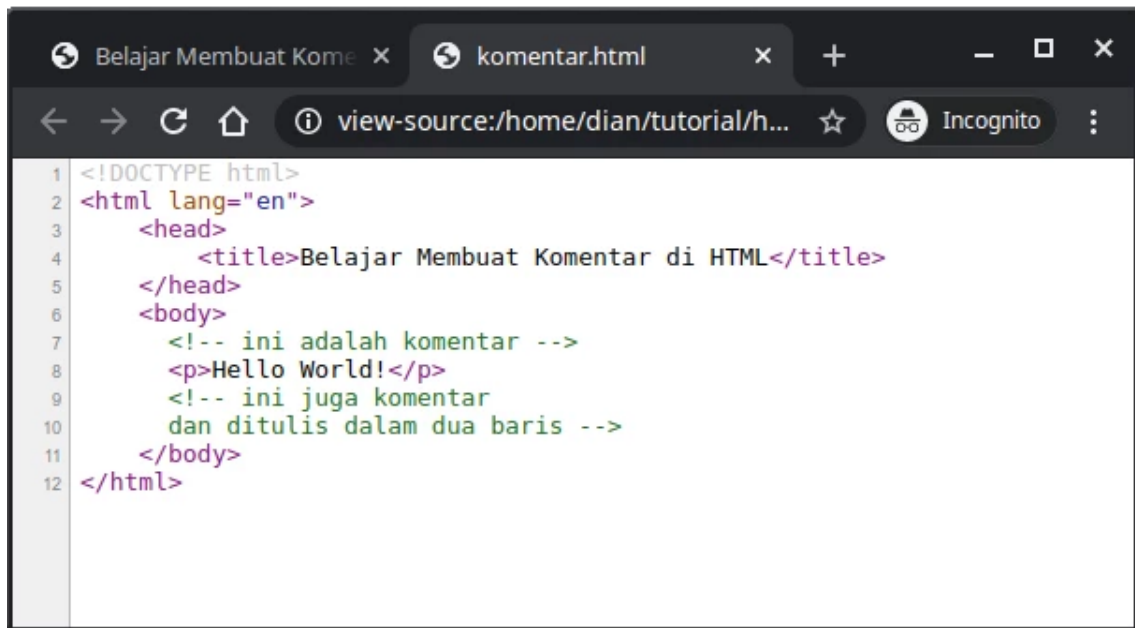 Belajar Membuat Kome
komentar.html
view-source:/home/dian/tutorial/h...
Incognito
1 <!DOCTYPE html>
2 <html lang="en">
3 <head>
4 <title>Belajar Membuat Komentar di HTML</title>
5 </head>
6 <body>
7 <!-- ini adalah komentar -->
8 <p>Hello World!</p>
9 <!-- ini juga komentar
10 dan ditulis dalam dua baris -->
11 </body>
12 </html>